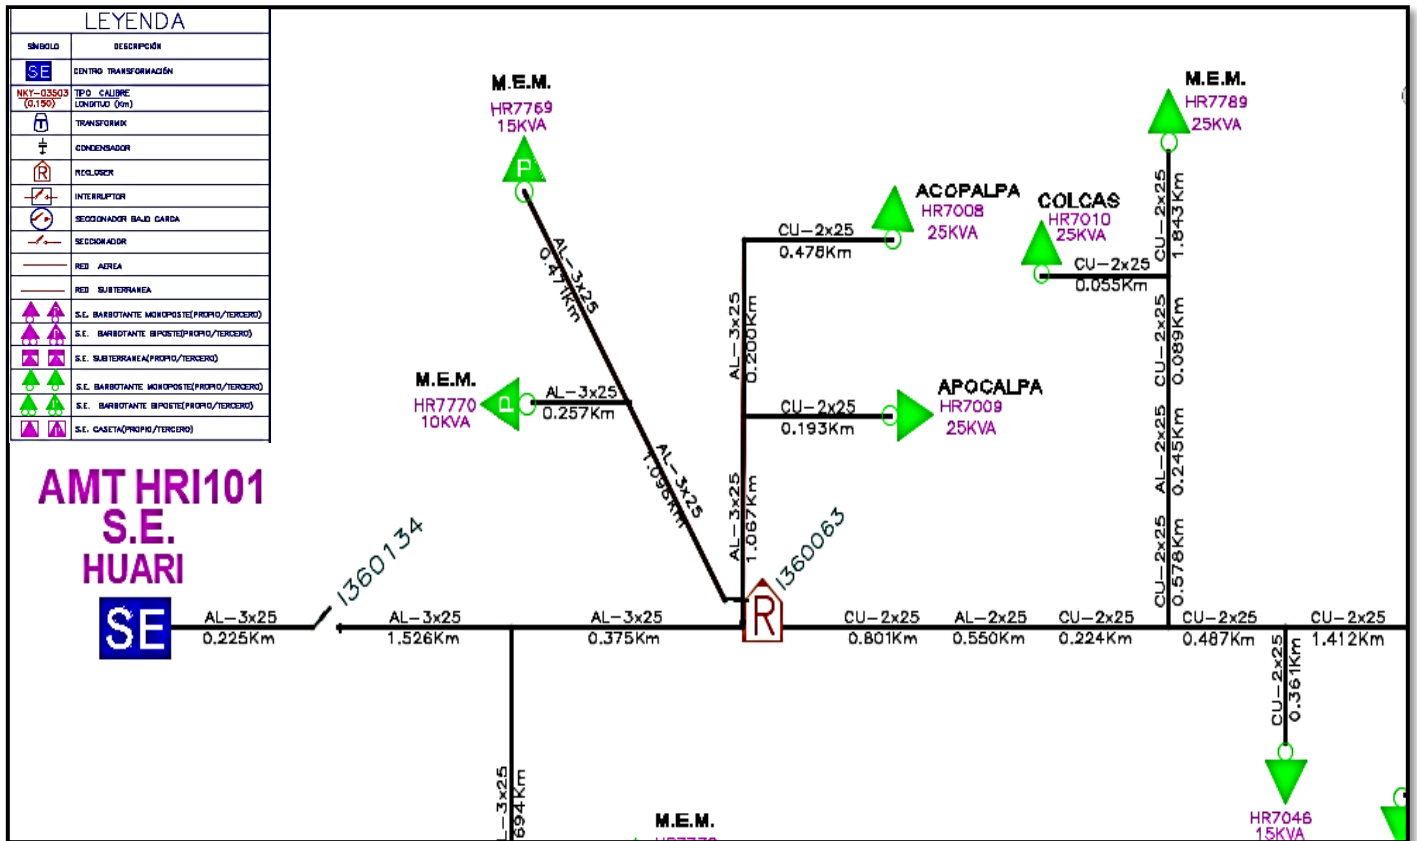 LEYENDA
SÍMBOLO DESCRIPCIÓN
SE CENTRO TRANSFORMACIÓN
NKY-03503 TIPO CALIBRE
(0.150) LONGITUD (Km)
TRANSFORMIX
CONDENSADOR
R RECLOSER
INTERRUPTOR
SECCIONADOR BAJO CARGA
SECCIONADOR
RED AEREA
RED SUBTERRANEA
S.E. BARBOTANTE MONOPOSTE(PROPIO/TERCERO)
S.E. BARBOTANTE BIPOSTE(PROPIO/TERCERO)
S.E. SUBTERRANEA(PROPIO/TERCERO)
S.E. BARBOTANTE MONOPOSTE(PROPIO/TERCERO)
S.E. BARBOTANTE BIPOSTE(PROPIO/TERCERO)
S.E. CASETA(PROPIO/TERCERO)
AMT HRI101
S.E.
HUARI
SE
AL-3x25
0.225Km
I360134
AL-3x25
1.526Km
AL-3x25
0.375Km
M.E.M.
HR7769
15KVA
P
AL-3x25
0.471Km
M.E.M.
HR7770
10KVA
P
AL-3x25
0.257Km
AL-3x25
1.096Km
AL-3x25
0.200Km
AL-3x25
1.067Km
CU-2x25
0.478Km
ACOPALPA
HR7008
25KVA
CU-2x25
0.193Km
APOCALPA
HR7009
25KVA
I360063
R
CU-2x25
0.801Km
AL-2x25
0.550Km
CU-2x25
0.224Km
COLCAS
HR7010
25KVA
CU-2x25
0.055Km
M.E.M.
HR7789
25KVA
CU-2x25
1.843Km
CU-2x25
0.089Km
AL-2x25
0.245Km
CU-2x25
0.578Km
CU-2x25
0.487Km
CU-2x25
1.412Km
CU-2x25
0.361Km
HR7046
15KVA
AL-3x25
694Km
M.E.M.